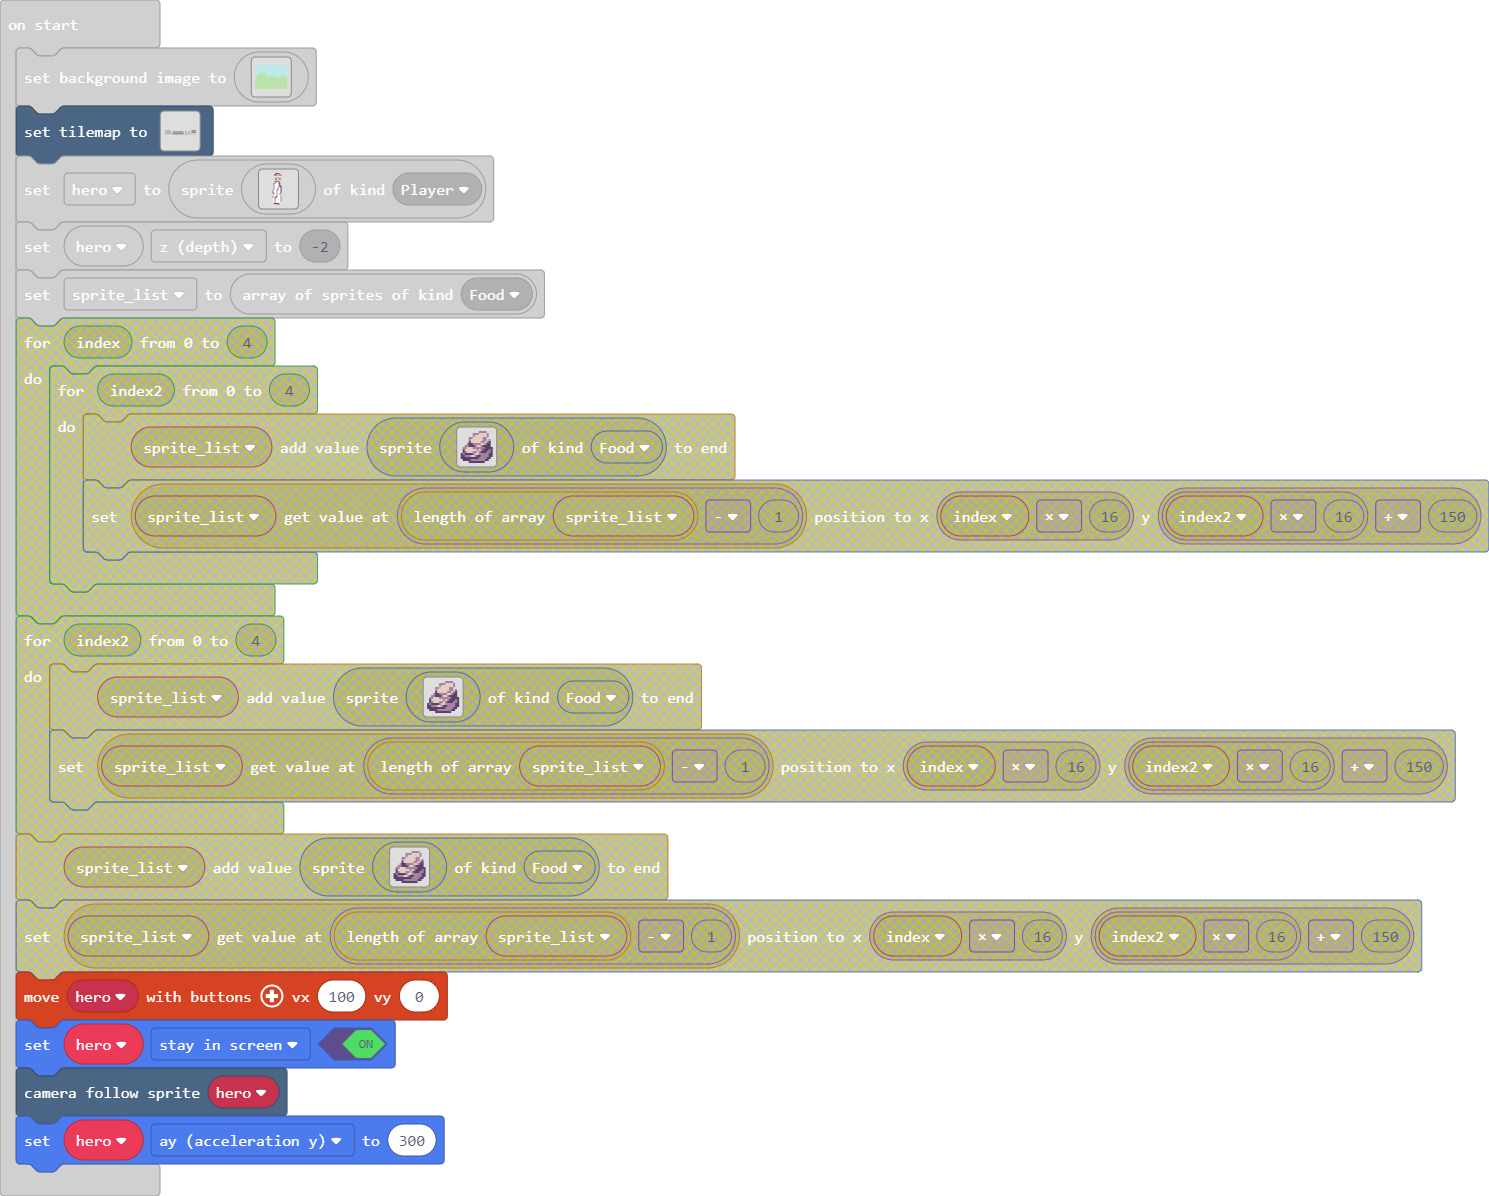 on start
set background image to
set tilemap to
set hero to sprite of kind Player
set hero z (depth) to -2
set sprite_list to array of sprites of kind Food
for index from 0 to 4
do for index2 from 0 to 4
do sprite_list add value sprite of kind Food to end
set sprite_list get value at length of array sprite_list - 1 position to x index × 16 y index2 × 16 + 150
for index2 from 0 to 4
do sprite_list add value sprite of kind Food to end
set sprite_list get value at length of array sprite_list - 1 position to x index × 16 y index2 × 16 + 150
sprite_list add value sprite of kind Food to end
set sprite_list get value at length of array sprite_list - 1 position to x index × 16 y index2 × 16 + 150
move hero with buttons + vx 100 vy 0
set hero stay in screen ON
camera follow sprite hero
set hero ay (acceleration y) to 300